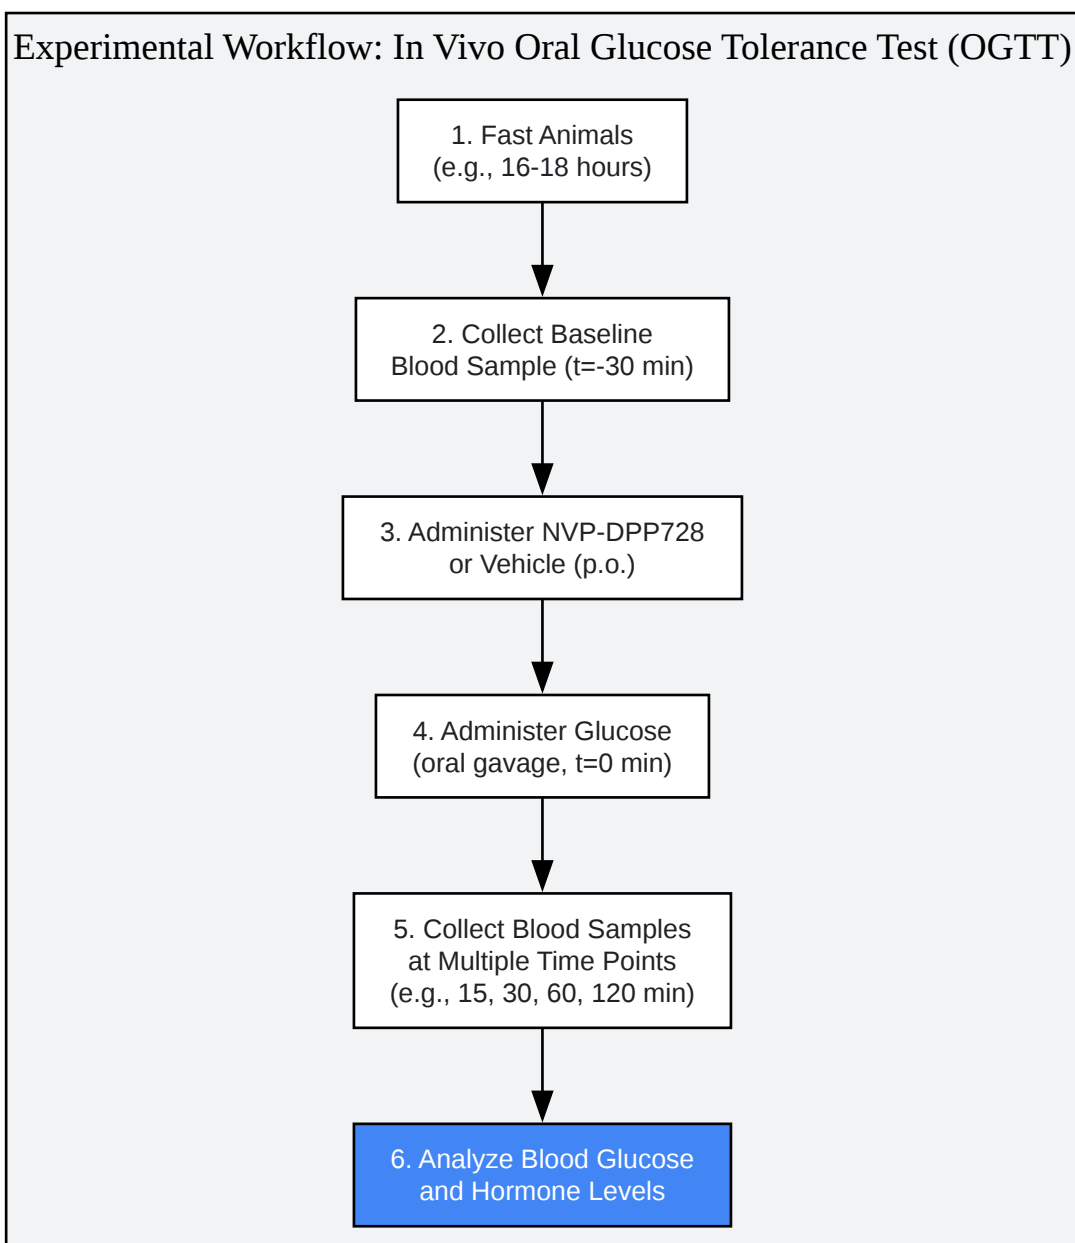 Experimental Workflow: In Vivo Oral Glucose Tolerance Test (OGTT)
1. Fast Animals
(e.g., 16-18 hours)
2. Collect Baseline
Blood Sample (t=-30 min)
3. Administer NVP-DPP728
or Vehicle (p.o.)
4. Administer Glucose
(oral gavage, t=0 min)
5. Collect Blood Samples
at Multiple Time Points
(e.g., 15, 30, 60, 120 min)
6. Analyze Blood Glucose
and Hormone Levels